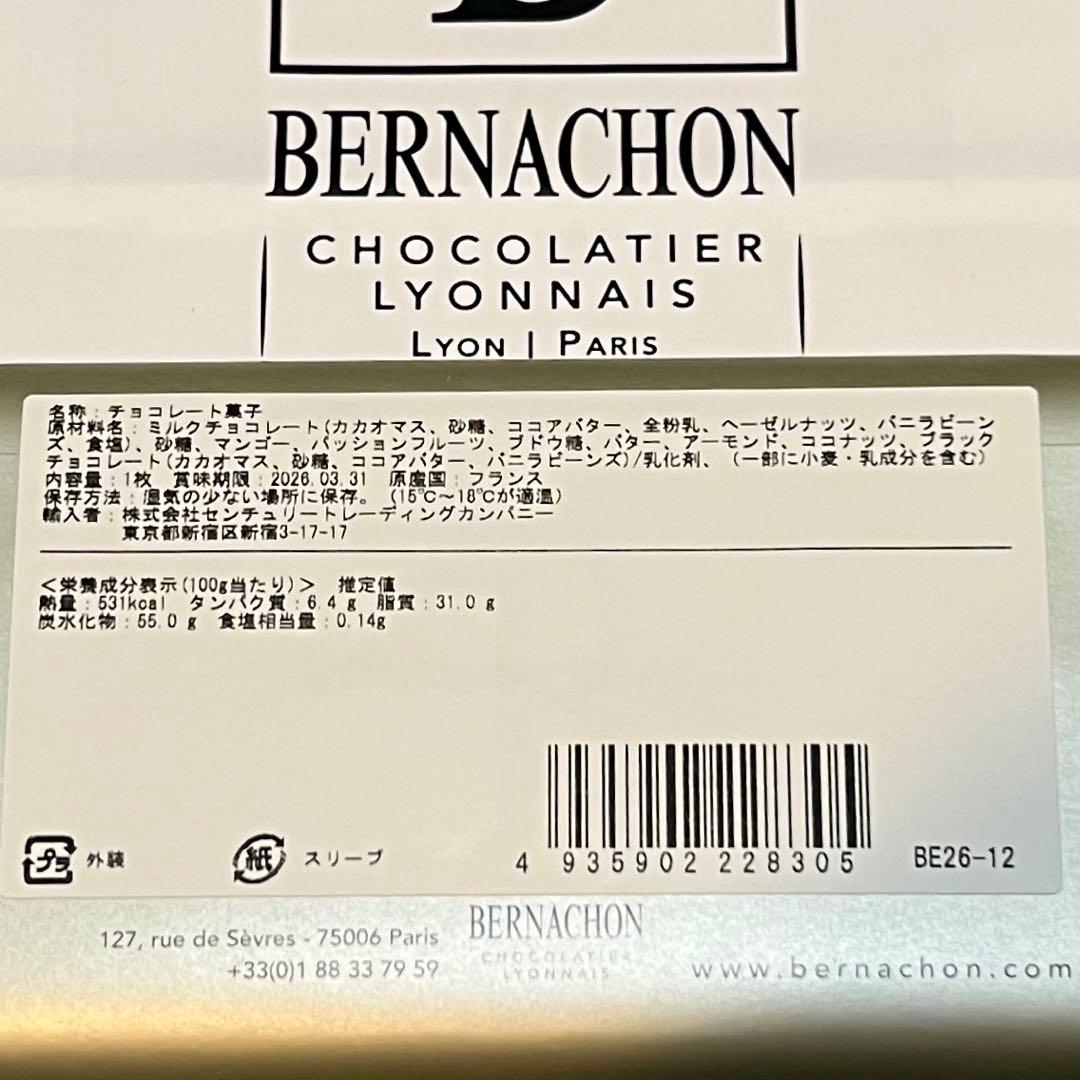 BERNACHON
CHOCOLATIER
LYONNAIS
LYON | PARIS
名称:チョコレート菓子
原材料名:ミルクチョコレート(カカオマス、砂糖、ココアバター、全粉乳、ヘーゼルナッツ、バニラビーン
ズ、食塩)、砂糖、マンゴー、パッションフルーツ、ブドウ糖、バター、アーモンド、ココナッツ、ブラック
チョコレート(カカオマス、砂糖、ココアバター、バニラビーンズ)/乳化剤、(一部に小麦・乳成分を含む)
内容量:1枚 賞味期限:2026.03.31 原産国:フランス
保存方法:湿気の少ない場所に保存。(15℃~18℃が適温)
輸入者:株式会社センチュリートレーディングカンパニー
東京都新宿区新宿3-17-17
<栄養成分表示(100g当たり)> 推定値
熱量:531kcal タンパク質:6.4g 脂質:31.0g
炭水化物:55.0g 食塩相当量:0.14g
プラ 外装
紙 スリーブ
4 935902 228305
BE26-12
127, rue de Sèvres - 75006 Paris
+33(0)1 88 33 79 59
BERNACHON
CHOCOLATIER
LYONNAIS
www.bernachon.com